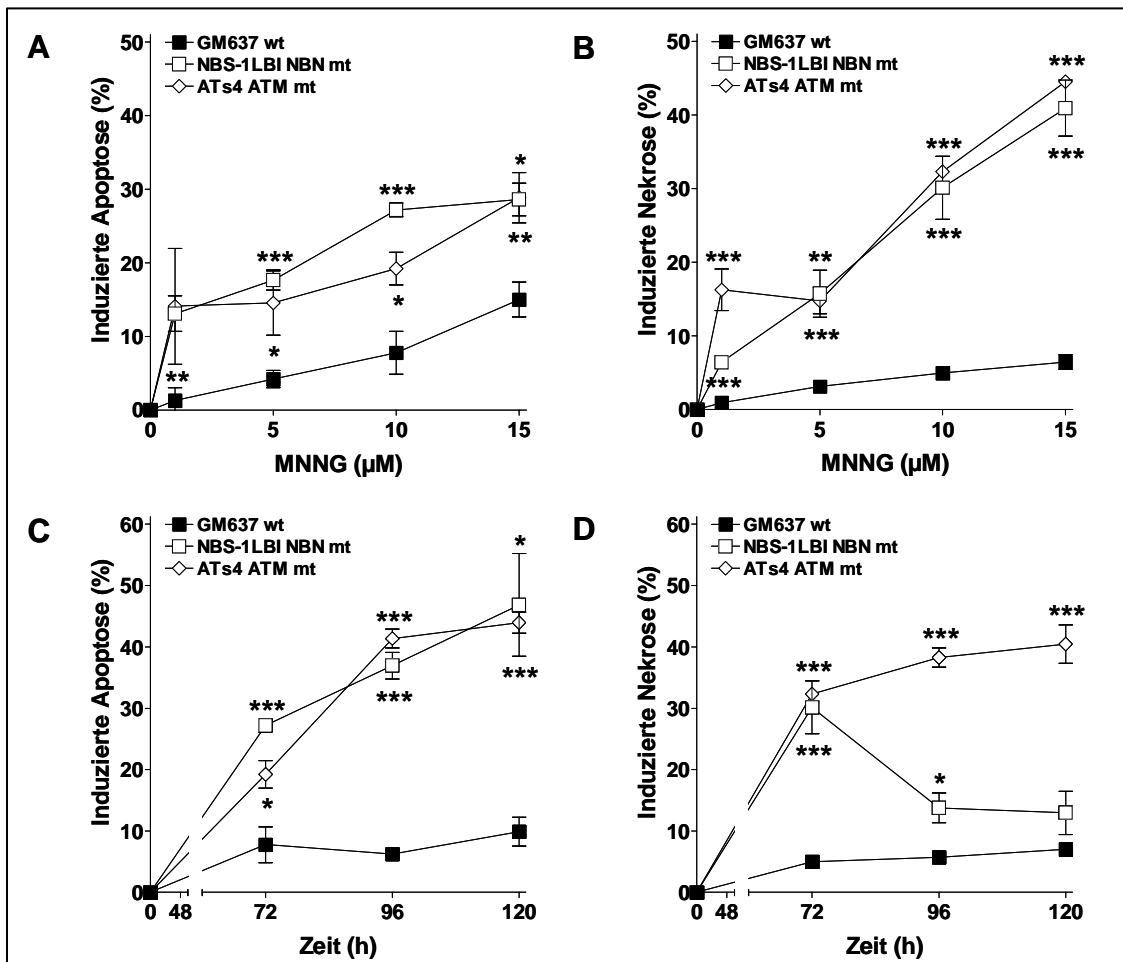 A
Induzierte Apoptose (%)
50
40
30
20
10
0
GM637 wt
NBS-1LBI NBN mt
ATs4 ATM mt
**
***
*
***
*
*
**
0 5 10 15
MNNG (µM)
B
Induzierte Nekrose (%)
50
40
30
20
10
0
GM637 wt
NBS-1LBI NBN mt
ATs4 ATM mt
***
***
**
***
***
***
***
***
0 5 10 15
MNNG (µM)
C
Induzierte Apoptose (%)
60
50
40
30
20
10
0
GM637 wt
NBS-1LBI NBN mt
ATs4 ATM mt
***
*
***
***
*
***
0 48 72 96 120
Zeit (h)
D
Induzierte Nekrose (%)
60
50
40
30
20
10
0
GM637 wt
NBS-1LBI NBN mt
ATs4 ATM mt
***
***
***
*
***
0 48 72 96 120
Zeit (h)